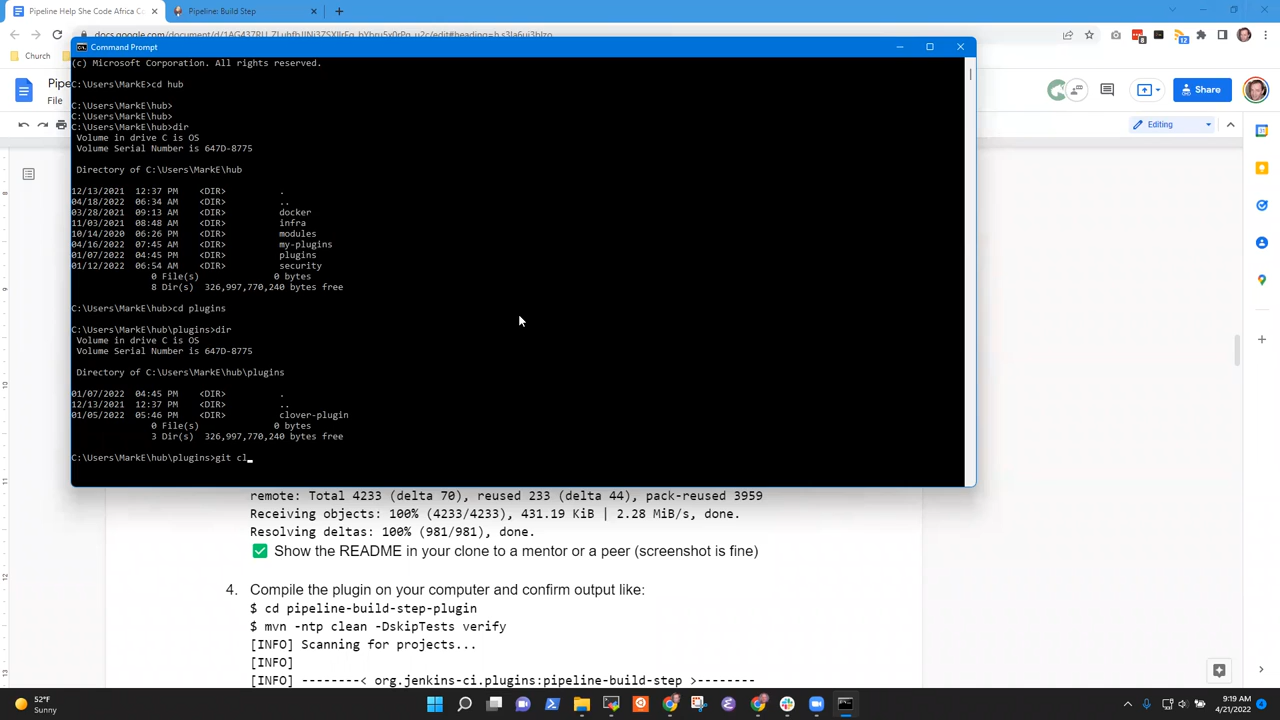 Pipeline Help She Code Africa Co
Pipeline: Build Step
Church
Pipe
File
Share
Editing
Command Prompt
(c) Microsoft Corporation. All rights reserved.
C:\Users\MarkE>cd hub
C:\Users\MarkE\hub>
C:\Users\MarkE\hub>
C:\Users\MarkE\hub>dir
Volume in drive C is OS
Volume Serial Number is 647D-8775
Directory of C:\Users\MarkE\hub
12/13/2021 12:37 PM <DIR> .
04/18/2022 06:34 AM <DIR> ..
03/28/2021 09:13 AM <DIR> docker
11/03/2021 08:48 AM <DIR> infra
10/14/2020 06:26 PM <DIR> modules
04/16/2022 07:45 AM <DIR> my-plugins
01/07/2022 04:45 PM <DIR> plugins
01/12/2022 06:54 AM <DIR> security
0 File(s) 0 bytes
8 Dir(s) 326,997,770,240 bytes free
C:\Users\MarkE\hub>cd plugins
C:\Users\MarkE\hub\plugins>dir
Volume in drive C is OS
Volume Serial Number is 647D-8775
Directory of C:\Users\MarkE\hub\plugins
01/07/2022 04:45 PM <DIR> .
12/13/2021 12:37 PM <DIR> ..
01/05/2022 05:46 PM <DIR> clover-plugin
0 File(s) 0 bytes
3 Dir(s) 326,997,770,240 bytes free
C:\Users\MarkE\hub\plugins>git cl
remote: Total 4233 (delta 70), reused 233 (delta 44), pack-reused 3959
Receiving objects: 100% (4233/4233), 431.19 KiB | 2.28 MiB/s, done.
Resolving deltas: 100% (981/981), done.
Show the README in your clone to a mentor or a peer (screenshot is fine)
4. Compile the plugin on your computer and confirm output like:
$ cd pipeline-build-step-plugin
$ mvn -ntp clean -DskipTests verify
[INFO] Scanning for projects...
[INFO]
[INFO] --------< org.jenkins-ci.plugins:pipeline-build-step >--------
52°F
Sunny
9:19 AM
4/21/2022